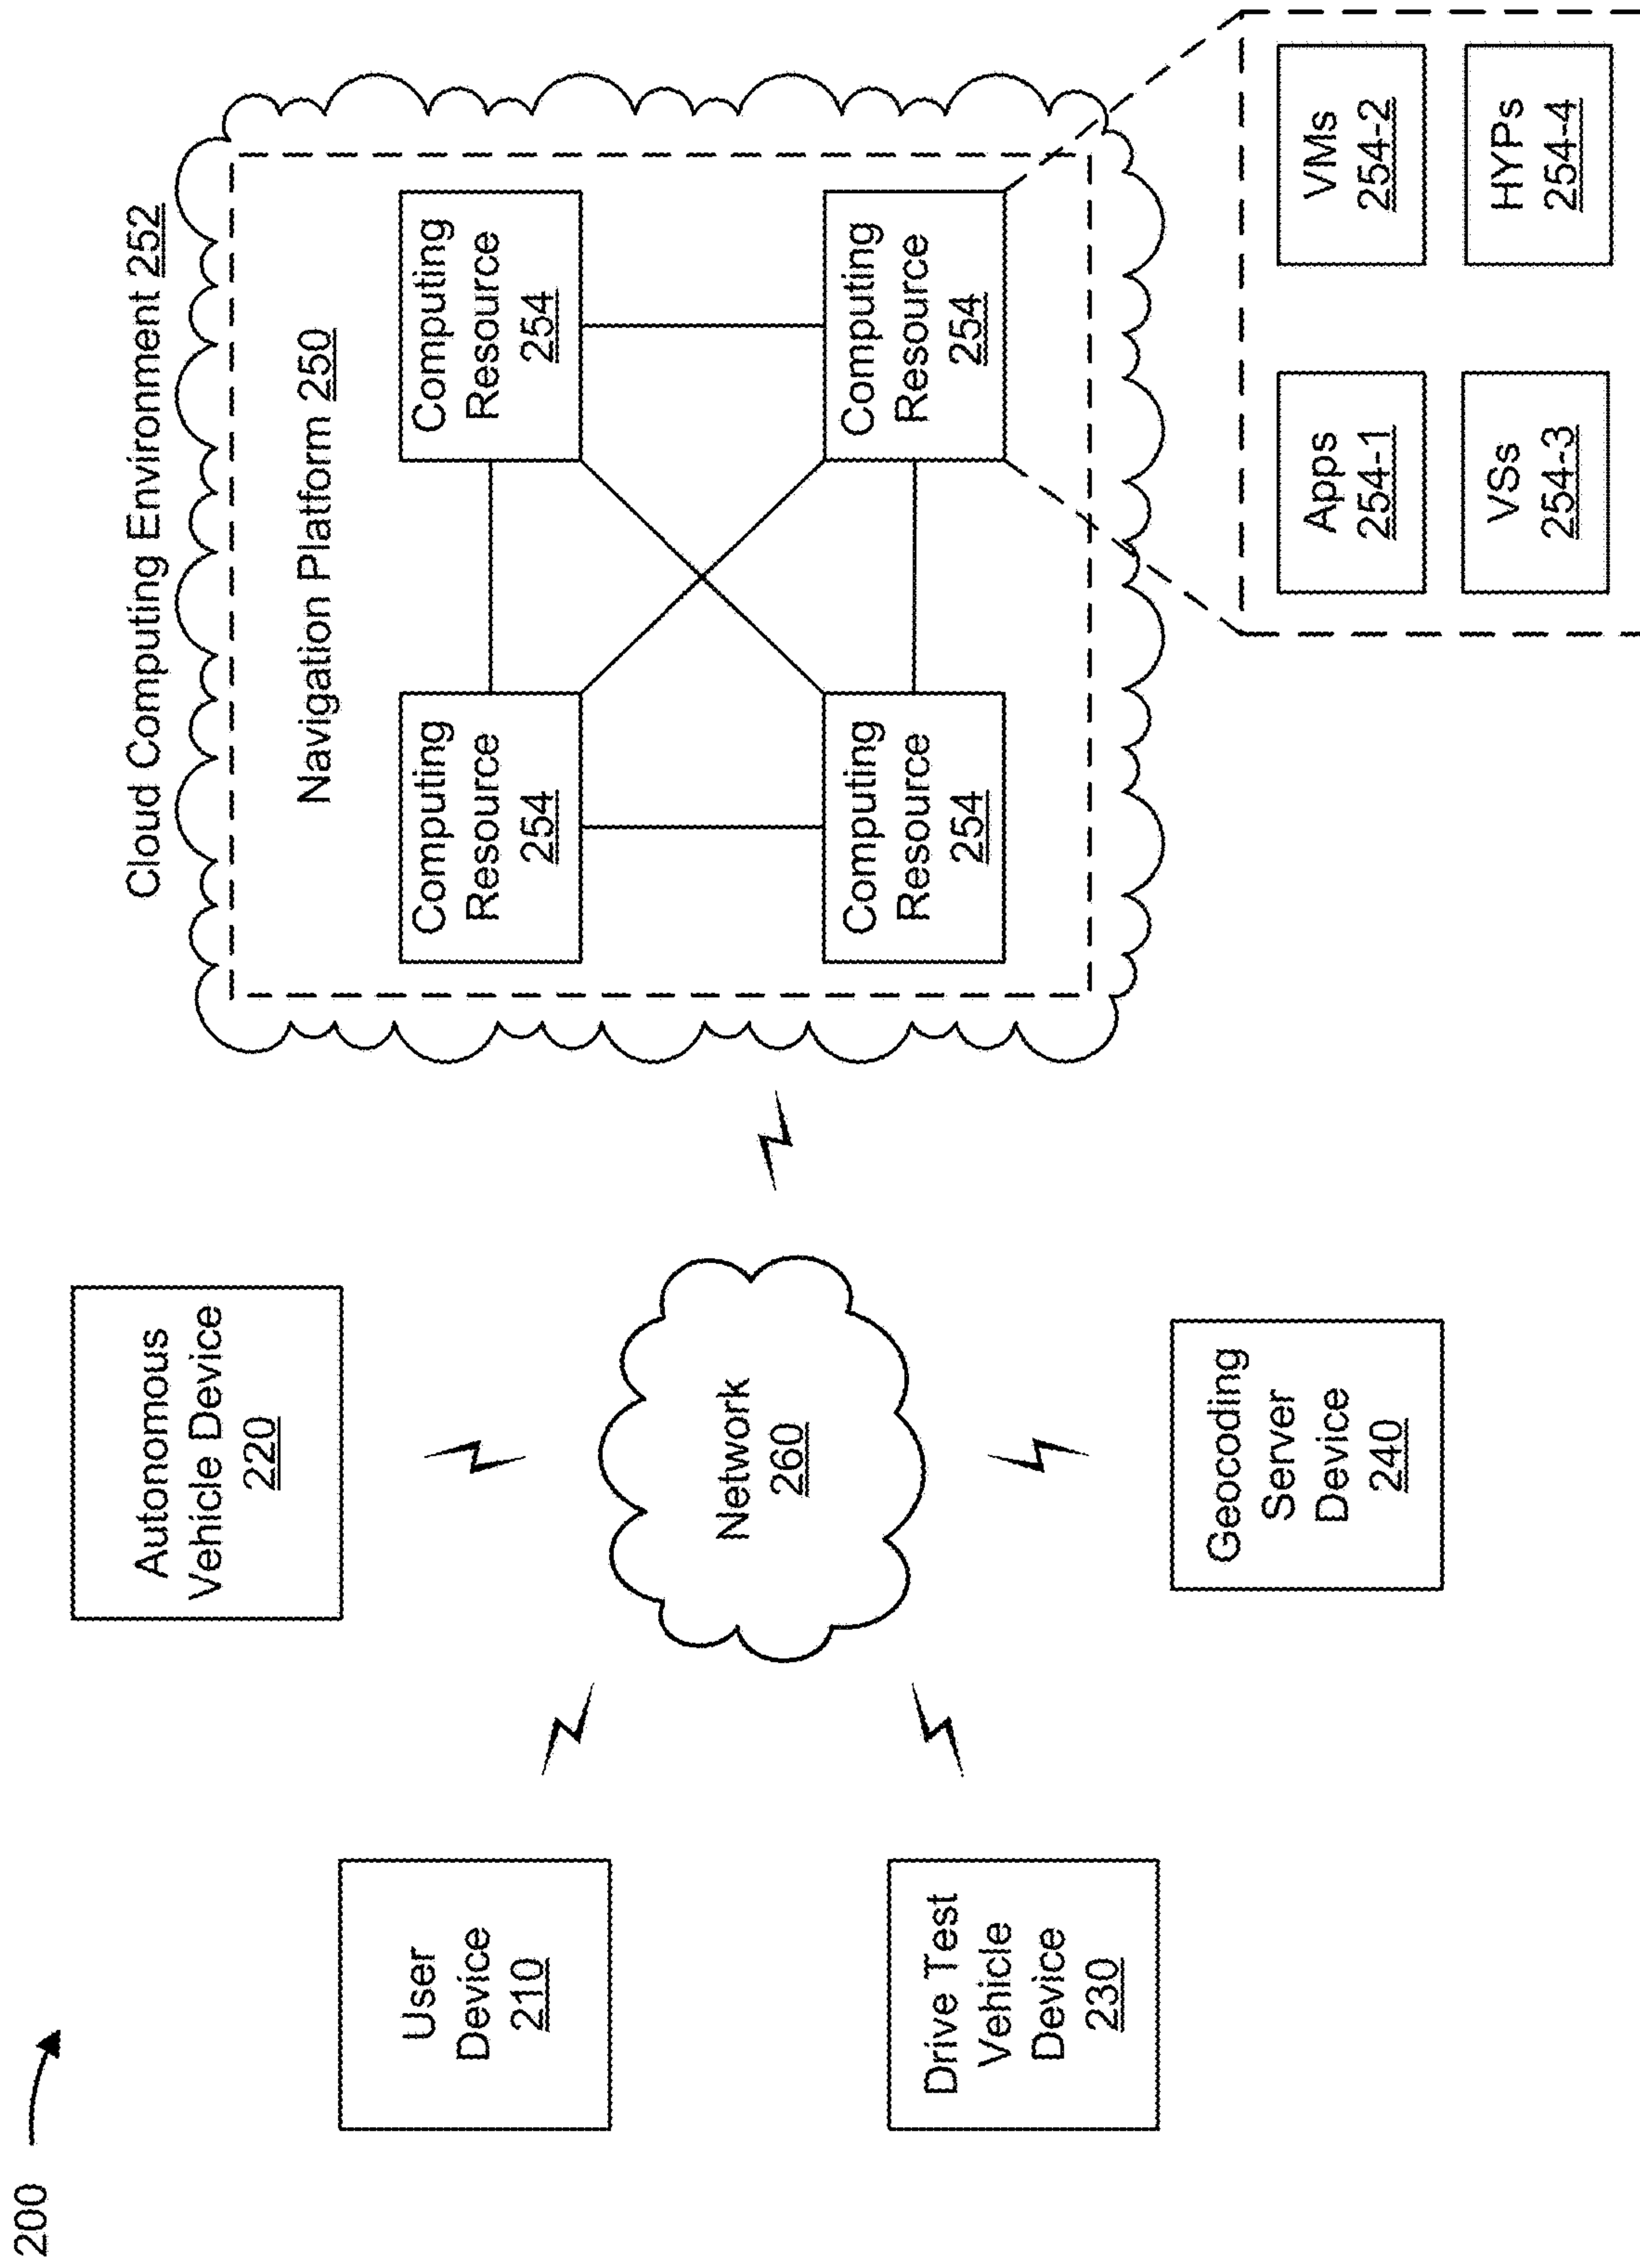 200
Cloud Computing Environment 252
Navigation Platform 250
Autonomous
Vehicle Device
220
User
Device
210
Network
260
Drive Test
Vehicle
Device
230
Geocoding
Server
Device
240
Computing
Resource
254
Computing
Resource
254
Computing
Resource
254
Computing
Resource
254
Apps
254-1
VMs
254-2
VSs
254-3
HYPs
254-4